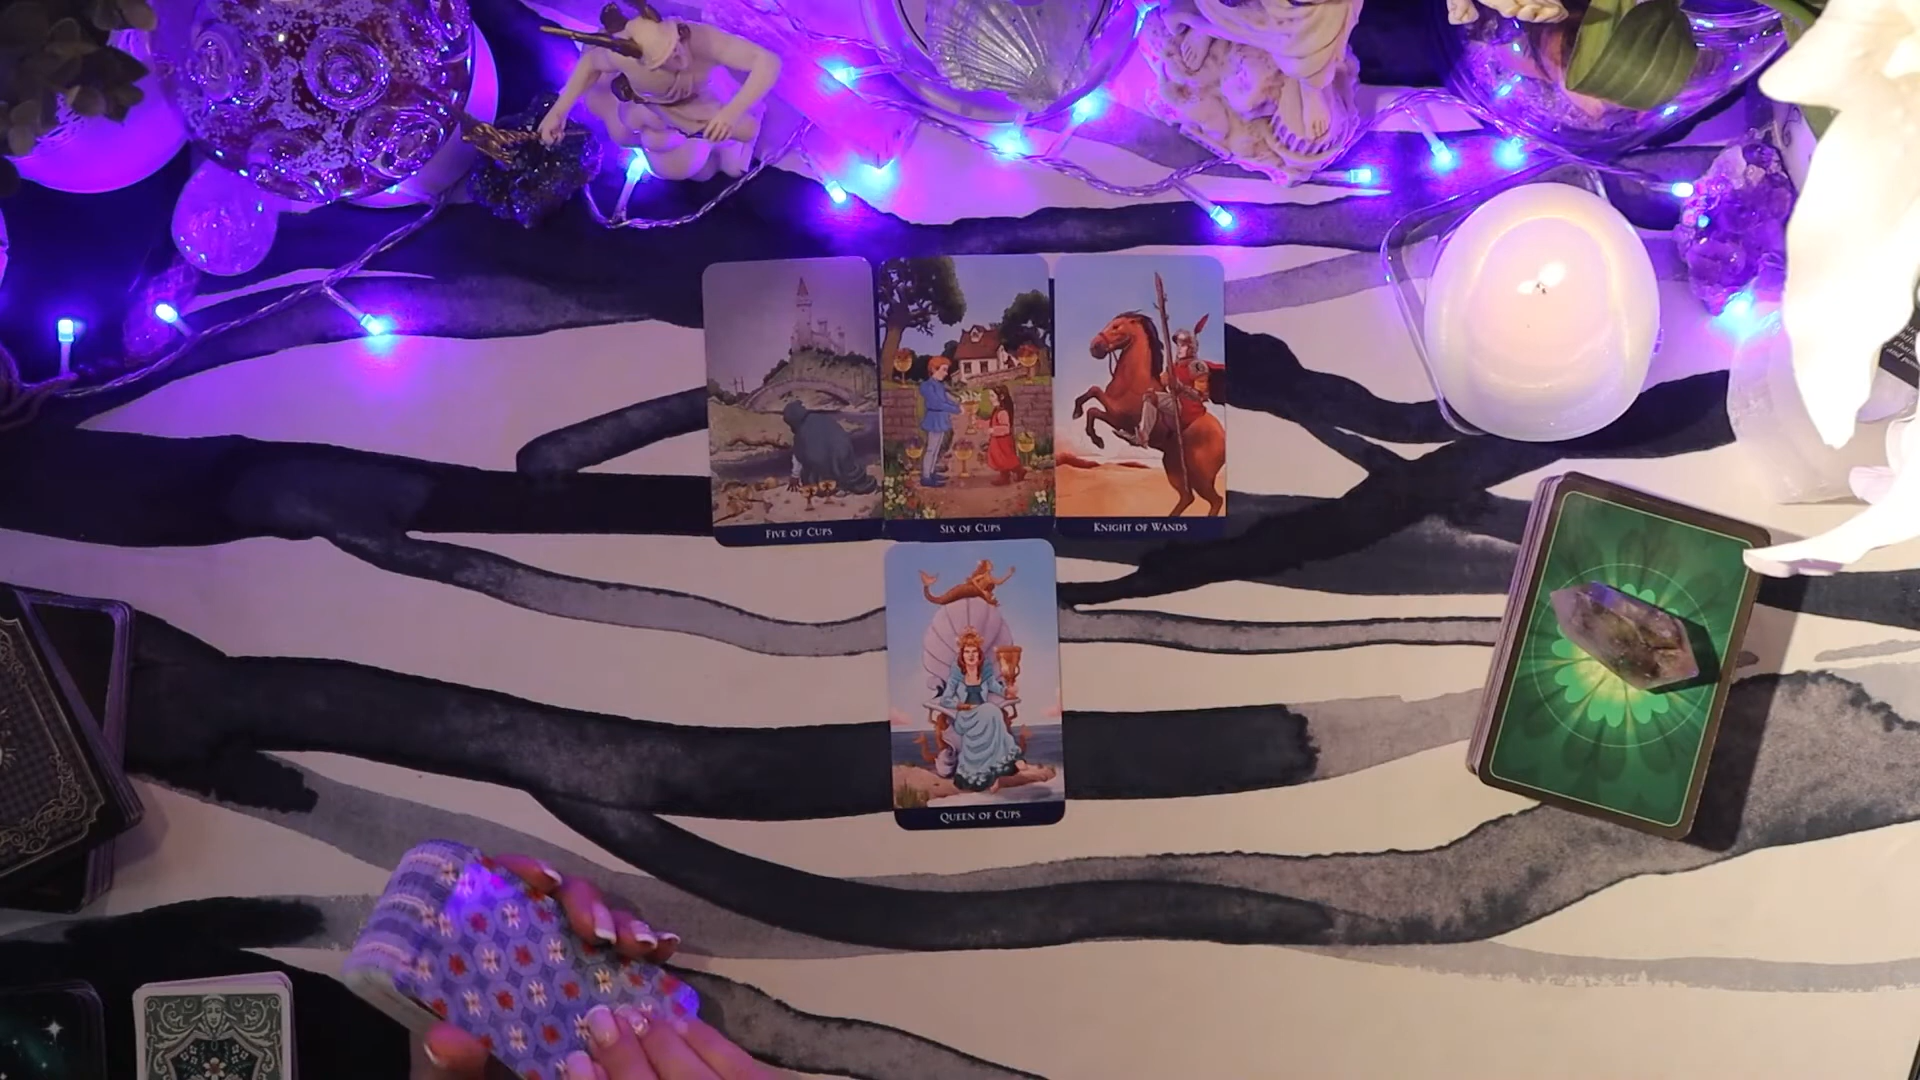 FIVE OF CUPS
SIX OF CUPS
KNIGHT OF WANDS
QUEEN OF CUPS